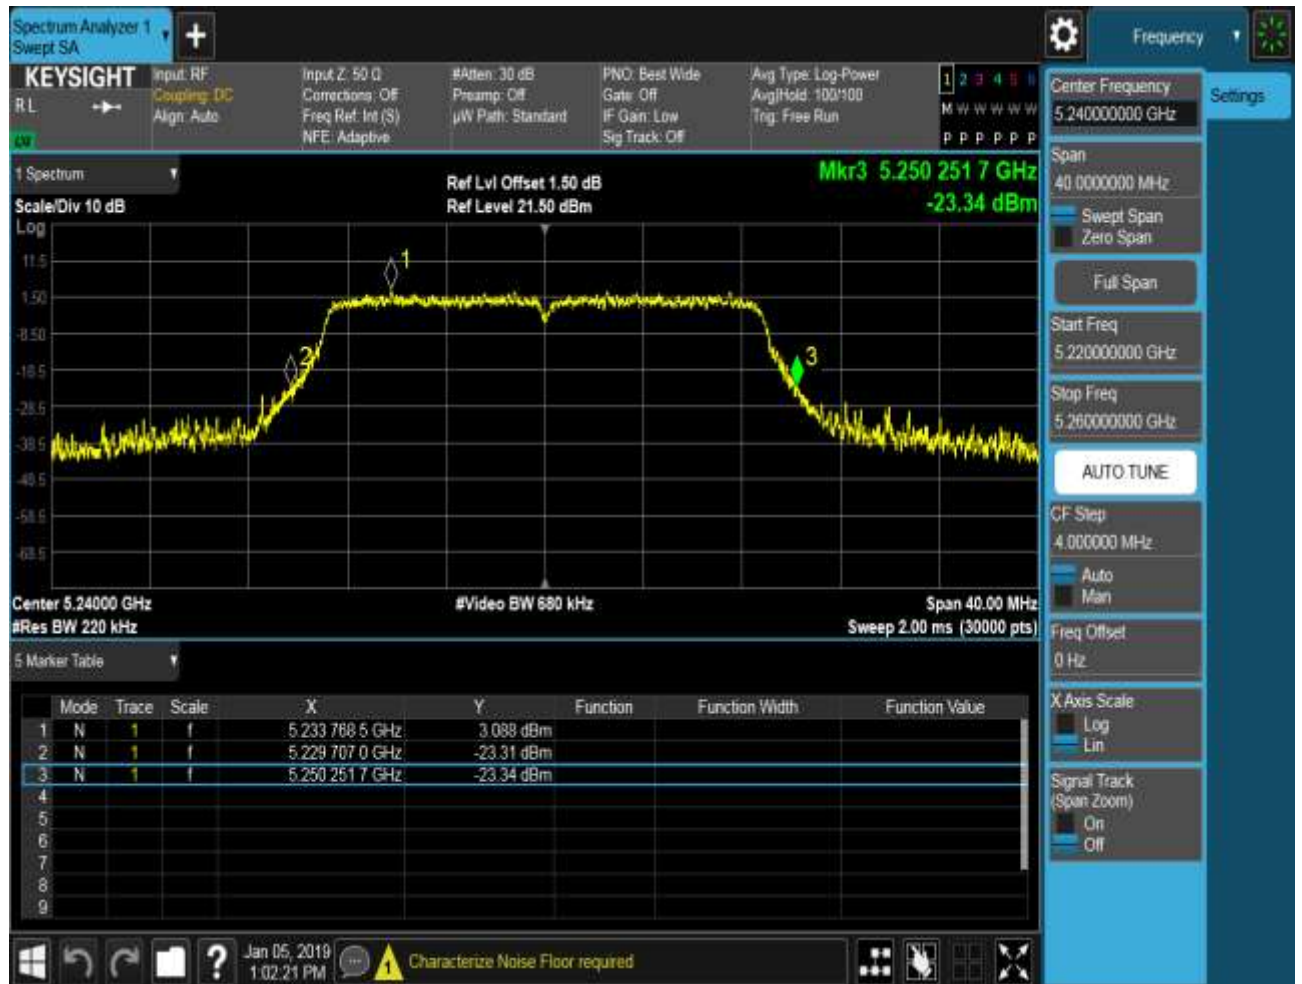 Spectrum Analyzer 1
Swept SA
Frequency
KEYSIGHT
RL
Input: RF
Coupling: DC
Align: Auto
Input Z: 50 Ω
Corrections: Off
Freq Ref: Int (S)
NFE: Adaptive
#Atten: 30 dB
Preamp: Off
µW Path: Standard
PNO: Best Wide
Gate: Off
IF Gain: Low
Sig Track: Off
Avg Type: Log-Power
Avg|Hold: 100/100
Trig: Free Run
1 2 3 4 5 6
M W W W W W
P P P P P P
Center Frequency
5.240000000 GHz
Settings
Span
40.0000000 MHz
Swept Span
Zero Span
Full Span
Start Freq
5.220000000 GHz
Stop Freq
5.260000000 GHz
AUTO TUNE
CF Step
4.000000 MHz
Auto
Man
Freq Offset
0 Hz
X Axis Scale
Log
Lin
Signal Track
(Span Zoom)
On
Off
1 Spectrum
Scale/Div 10 dB
Log
Ref Lvl Offset 1.50 dB
Ref Level 21.50 dBm
Mkr3 5.250 251 7 GHz
-23.34 dBm
11.5
1.50
-8.50
-18.5
-28.5
-38.5
-48.5
-58.5
-68.5
1
2
3
Center 5.24000 GHz
#Res BW 220 kHz
#Video BW 680 kHz
Span 40.00 MHz
Sweep 2.00 ms (30000 pts)
5 Marker Table
Mode Trace Scale X Y Function Function Width Function Value
1 N 1 f 5.233 768 5 GHz 3.088 dBm
2 N 1 f 5.229 707 0 GHz -23.31 dBm
3 N 1 f 5.250 251 7 GHz -23.34 dBm
4
5
6
7
8
9
Jan 05, 2019
1:02:21 PM
1
Characterize Noise Floor required